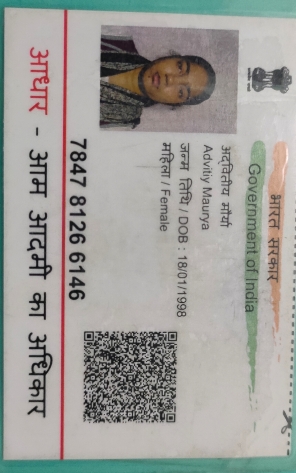 भारत सरकार
Government of India
अद्वितीय मौर्या
Advitiy Maurya
जन्म तिथि / DOB : 18/01/1998
महिला / Female
7847 8126 6146
आधार - आम आदमी का अधिकार